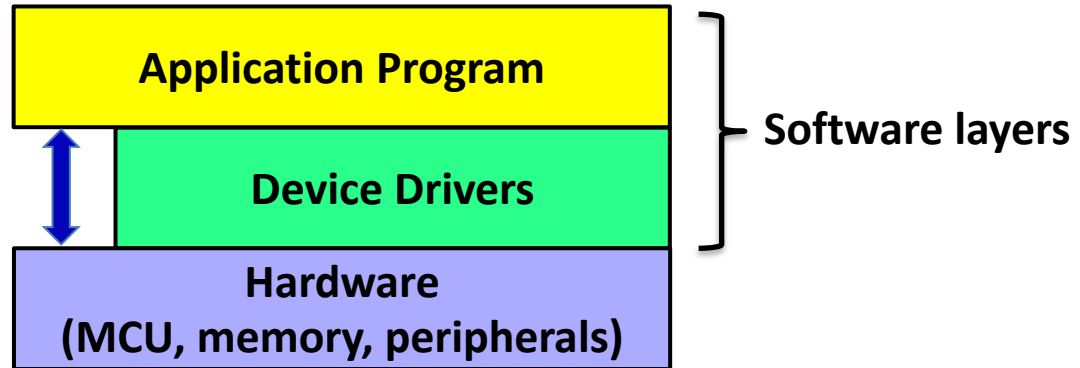 Application Program
Software layers
Device Drivers
Hardware
(MCU, memory, peripherals)